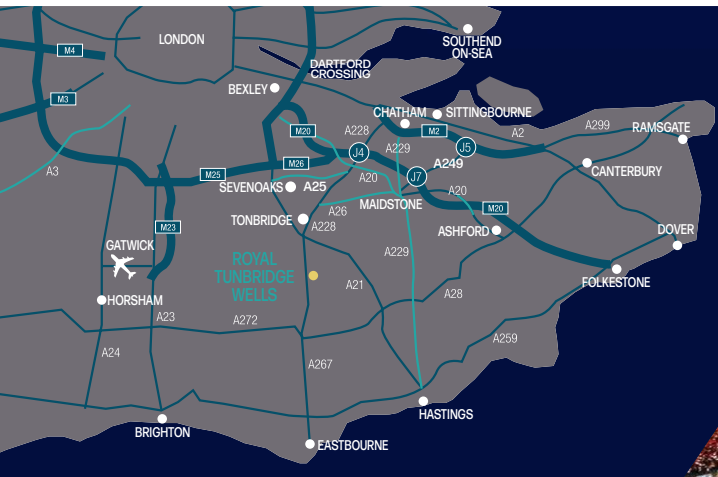 LONDON
SOUTHEND
ON-SEA
M4
DARTFORD
CROSSING
BEXLEY
M3
CHATHAM
SITTINGBOURNE
M20
A228
M2
A2
A299
RAMSGATE
A229
J4
J5
A249
M26
A3
M25
A20
J7
CANTERBURY
SEVENOAKS
A25
A20
MAIDSTONE
M20
A26
TONBRIDGE
A228
M23
ASHFORD
DOVER
GATWICK
ROYAL
TUNBRIDGE
WELLS
A229
FOLKESTONE
A21
A28
HORSHAM
A23
A272
A259
A24
A267
HASTINGS
BRIGHTON
EASTBOURNE